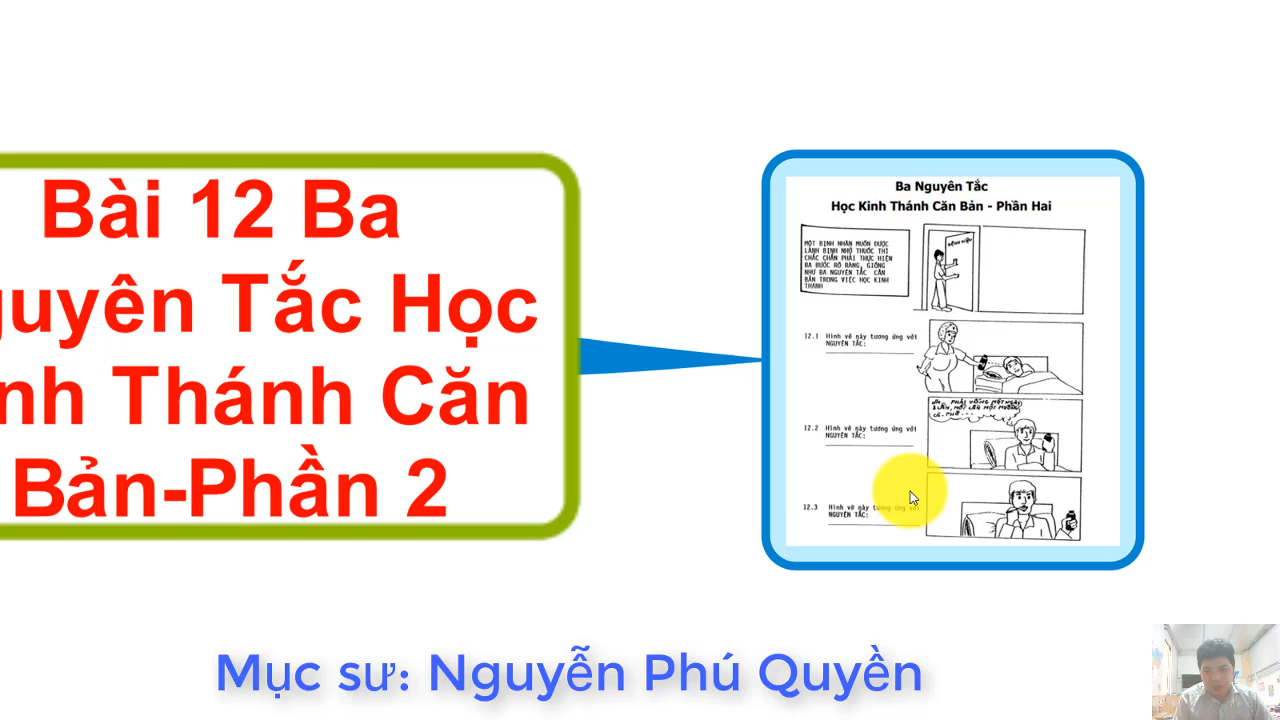 Bài 12 Ba
guyên Tắc Học
nh Thánh Căn
Bản-Phần 2
Ba Nguyên Tắc
Học Kinh Thánh Căn Bản - Phần Hai
MỘT BỊNH NHÂN MUỐN ĐƯỢC
LÀNH BỊNH NHỜ THUỐC THÌ
CHẮC CHẮN PHẢI THỰC HIỆN
BA BƯỚC RÕ RÀNG, GIỐNG
NHƯ BA NGUYÊN TẮC CĂN
BẢN TRONG VIỆC HỌC KINH
THÁNH
12.1 Hình vẽ này tương ứng với
NGUYÊN TẮC:
12.2 Hình vẽ này tương ứng với
NGUYÊN TẮC:
12.3 Hình vẽ này tương ứng với
NGUYÊN TẮC:
Mục sư: Nguyễn Phú Quyền